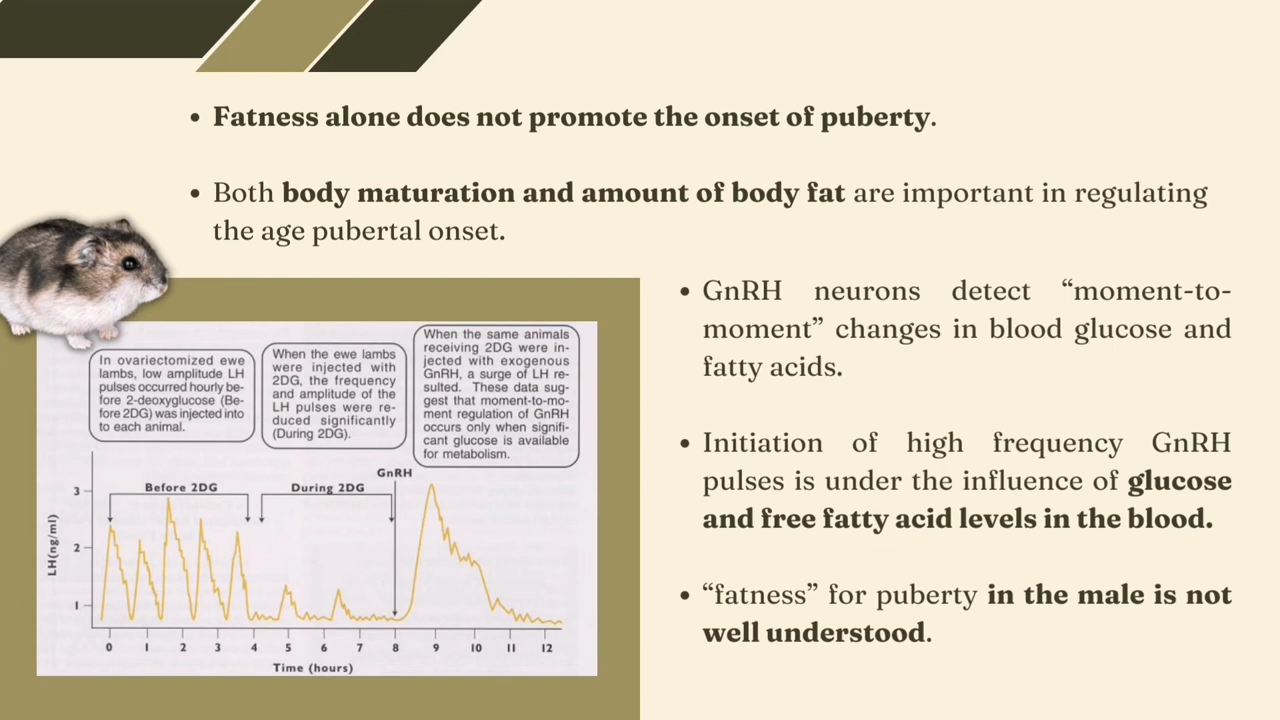 • Fatness alone does not promote the onset of puberty.
• Both body maturation and amount of body fat are important in regulating
the age pubertal onset.
In ovariectomized ewe
lambs, low amplitude LH
pulses occurred hourly be-
fore 2-deoxyglucose (Be-
fore 2DG) was injected into
to each animal.
When the ewe lambs
were injected with
2DG, the frequency
and amplitude of the
LH pulses were re-
duced significantly
(During 2DG).
When the same animals
receiving 2DG were in-
jected with exogenous
GnRH, a surge of LH re-
sulted. These data sug-
gest that moment-to-mo-
ment regulation of GnRH
occurs only when signifi-
cant glucose is available
for metabolism.
GnRH
Before 2DG
During 2DG
LH(ng/ml)
3
2
1
0 1 2 3 4 5 6 7 8 9 10 11 12
Time (hours)
• GnRH neurons detect “moment-to-
moment” changes in blood glucose and
fatty acids.
• Initiation of high frequency GnRH
pulses is under the influence of glucose
and free fatty acid levels in the blood.
• “fatness” for puberty in the male is not
well understood.